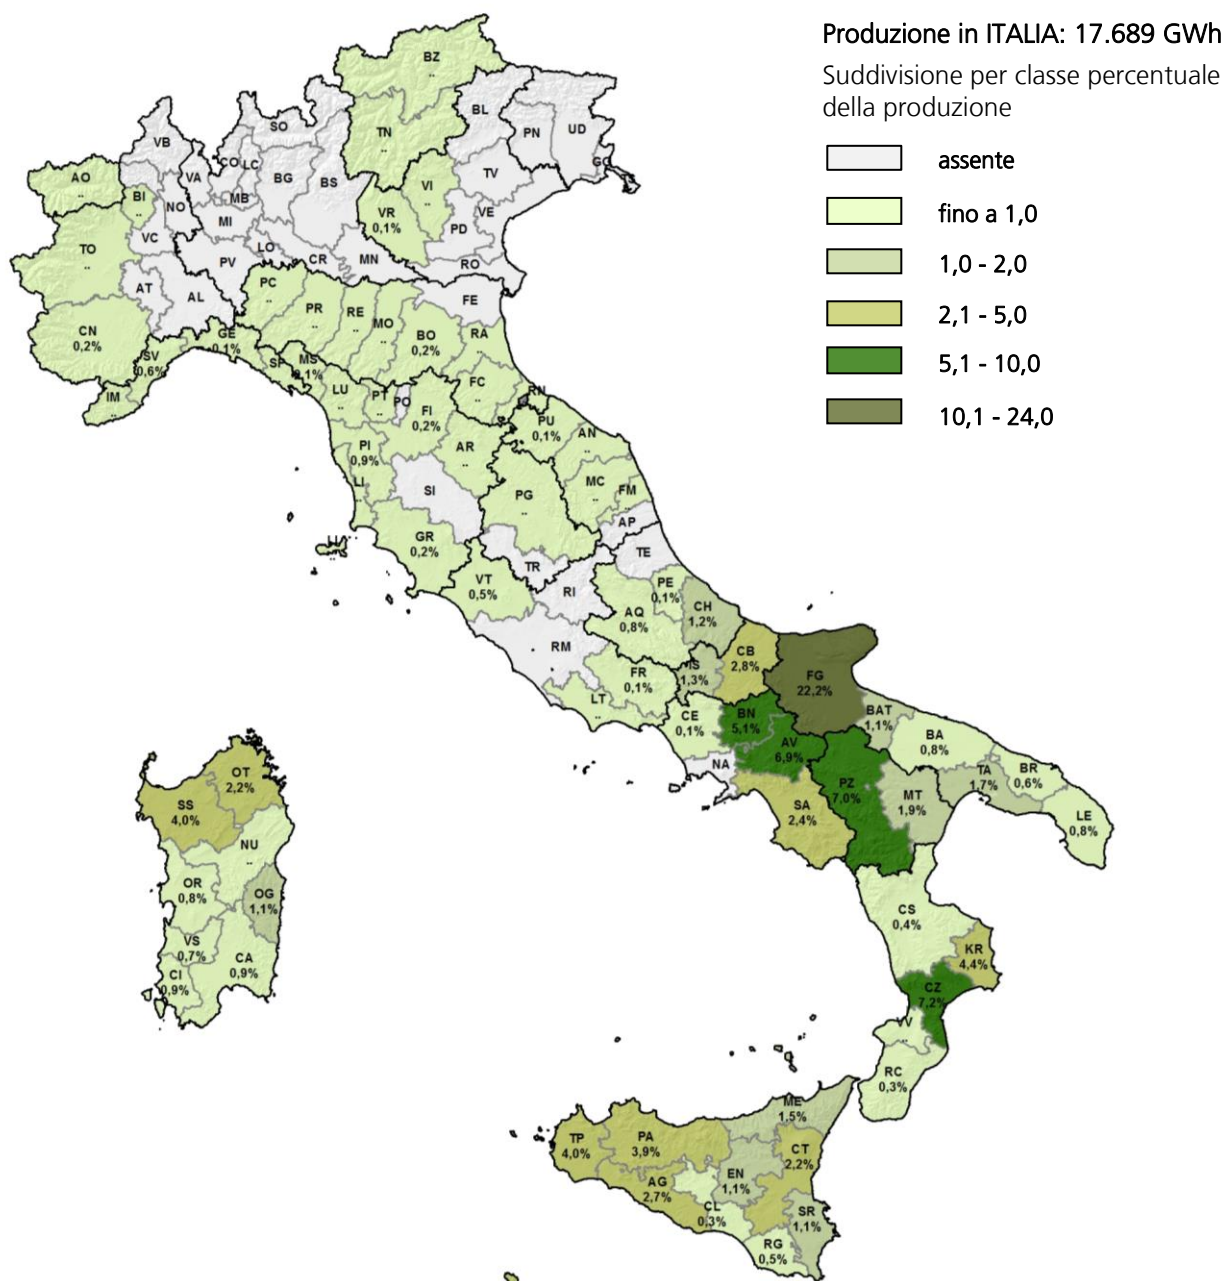 Produzione in ITALIA: 17.689 GWh
Suddivisione per classe percentuale
della produzione
assente
fino a 1,0
1,0 - 2,0
2,1 - 5,0
5,1 - 10,0
10,1 - 24,0
BZ
..
TN
..
BL
PN
UD
GO
TV
VI
..
VR
0,1%
VE
PD
RO
SO
VB
CO
LC
VA
BG
BS
MB
MI
NO
LO
CR
MN
PV
AO
..
BI
..
VC
TO
..
AT
AL
CN
0,2%
GE
0,1%
SV
0,6%
IM
..
SP
PC
..
PR
..
RE
..
MO
..
BO
0,2%
FE
RA
..
FC
..
RN
MS
0,1%
LU
..
PT
..
PO
FI
0,2%
PI
0,9%
LI
..
AR
..
SI
GR
0,2%
PU
0,1%
AN
..
MC
..
FM
..
AP
PG
..
TR
TE
RI
VT
0,5%
RM
PE
0,1%
AQ
0,8%
CH
1,2%
FR
0,1%
LT
..
IS
1,3%
CB
2,8%
FG
22,2%
CE
0,1%
BN
5,1%
AV
6,9%
NA
SA
2,4%
BAT
1,1%
BA
0,8%
TA
1,7%
BR
0,6%
LE
0,8%
PZ
7,0%
MT
1,9%
CS
0,4%
KR
4,4%
CZ
7,2%
VV
..
RC
0,3%
OT
2,2%
SS
4,0%
NU
..
OR
0,8%
OG
1,1%
VS
0,7%
CA
0,9%
CI
0,9%
ME
1,5%
TP
4,0%
PA
3,9%
CT
2,2%
AG
2,7%
EN
1,1%
CL
0,3%
SR
1,1%
RG
0,5%